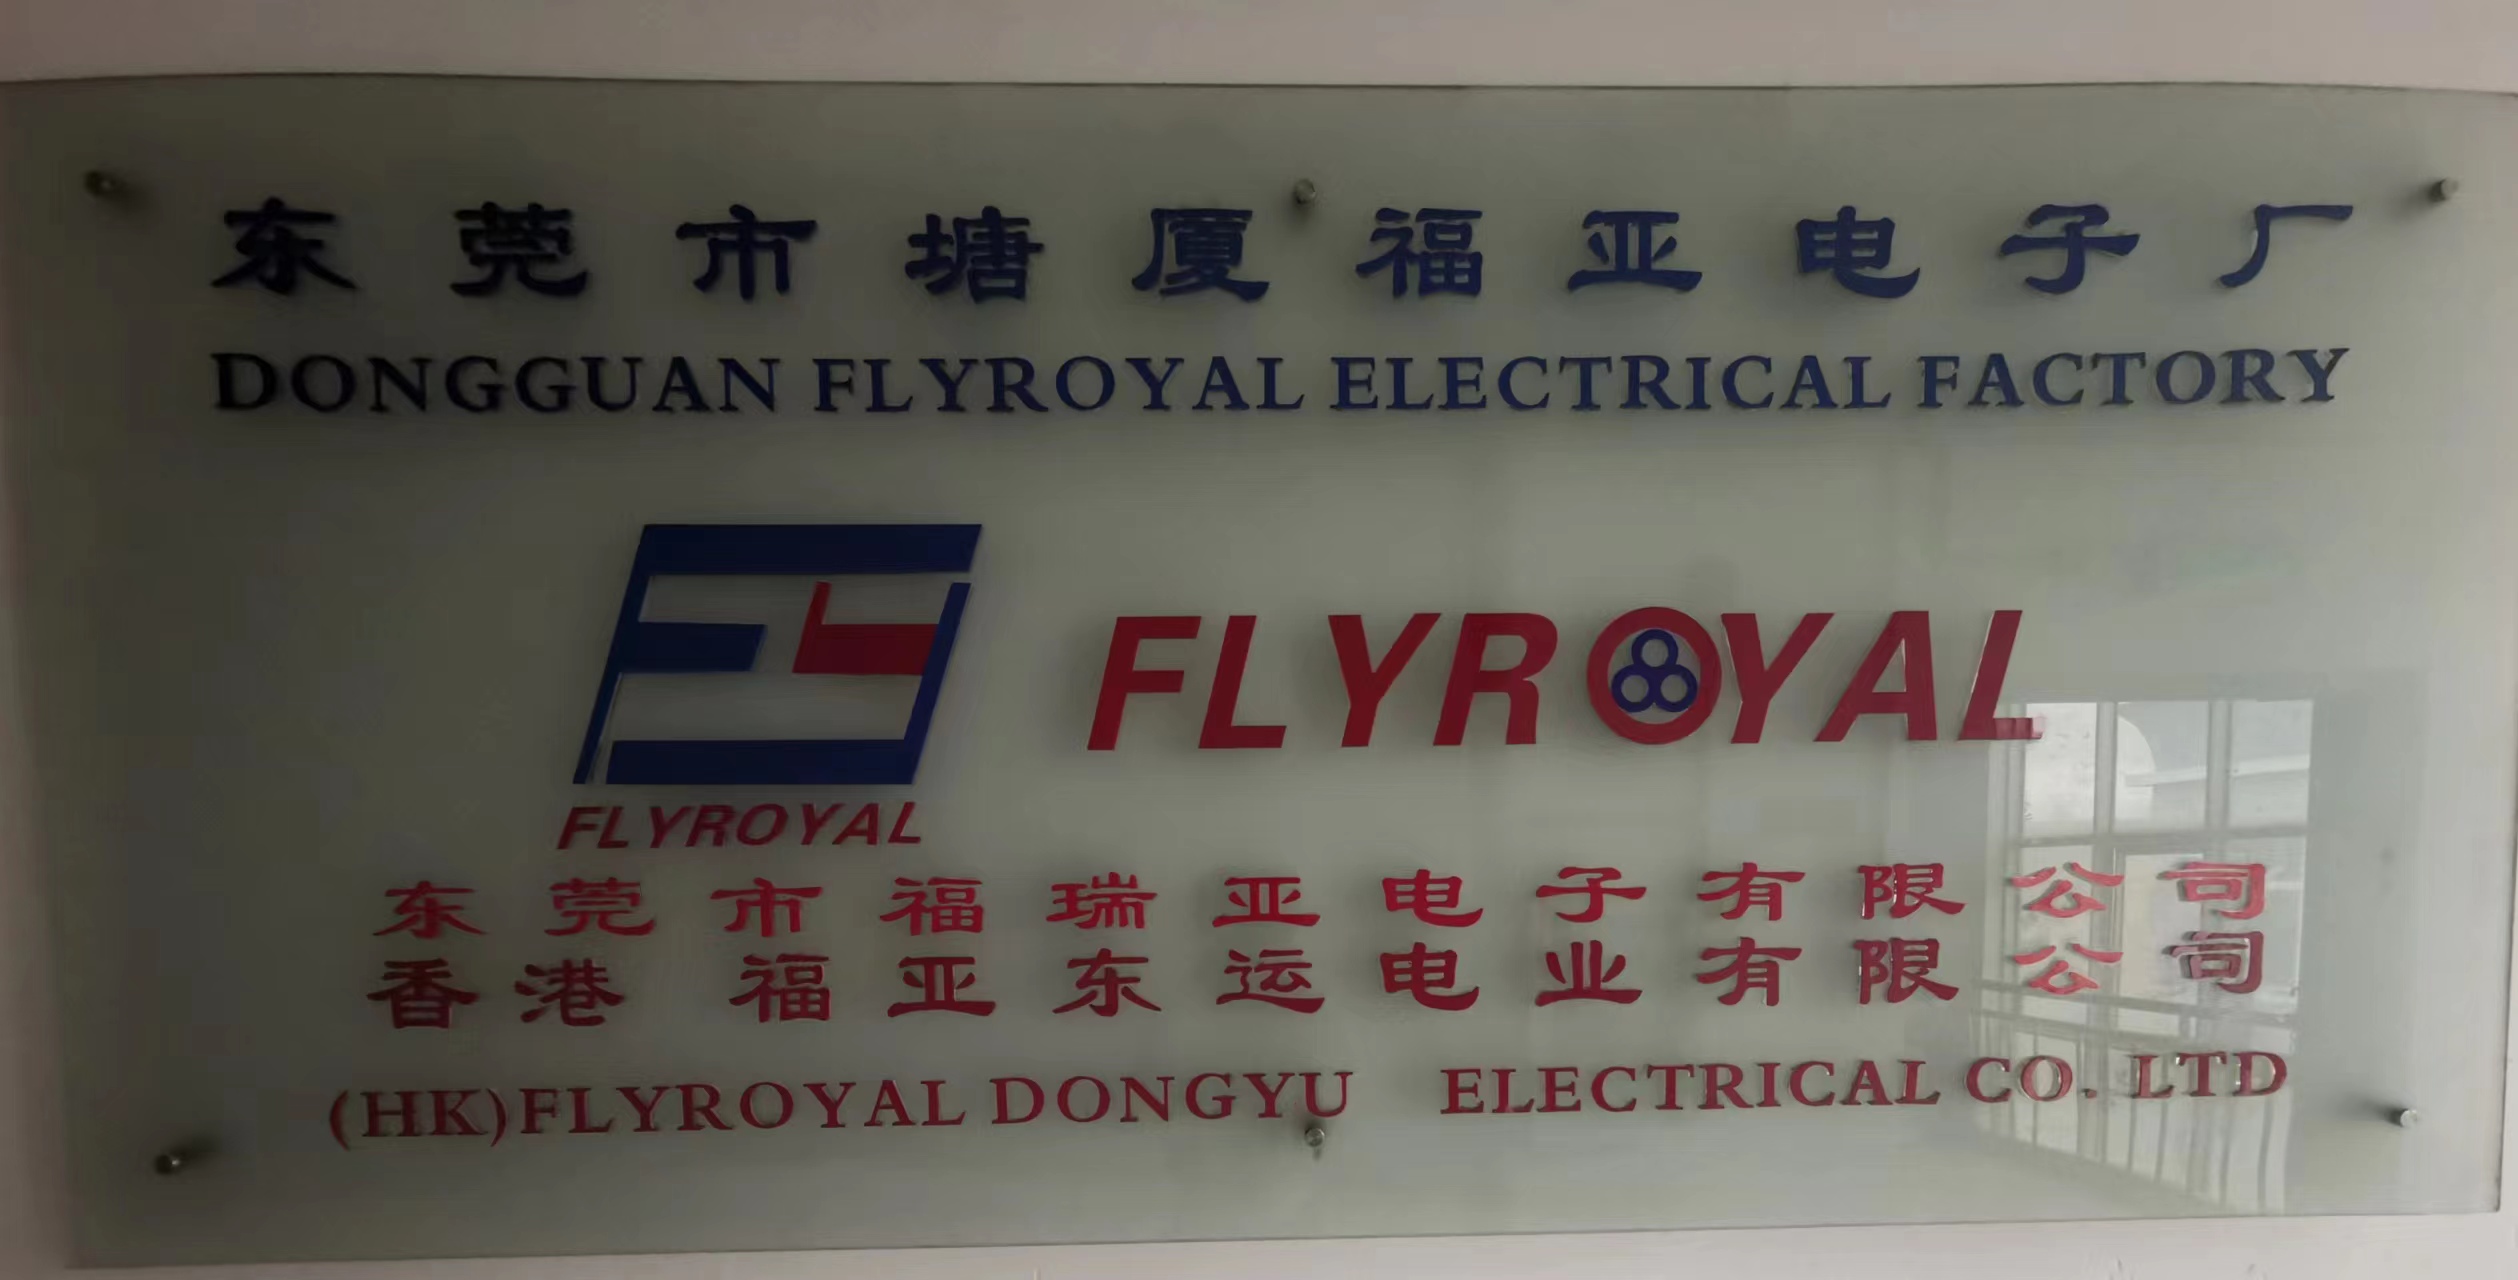 东莞市塘厦福亚电子厂
DONGGUAN FLYROYAL ELECTRICAL FACTORY
FLYROYAL
FLYROYAL
东莞市福瑞亚电子有限公司
香港 福亚东运电业有限公司
(HK)FLYROYAL DONGYU ELECTRICAL CO. LTD